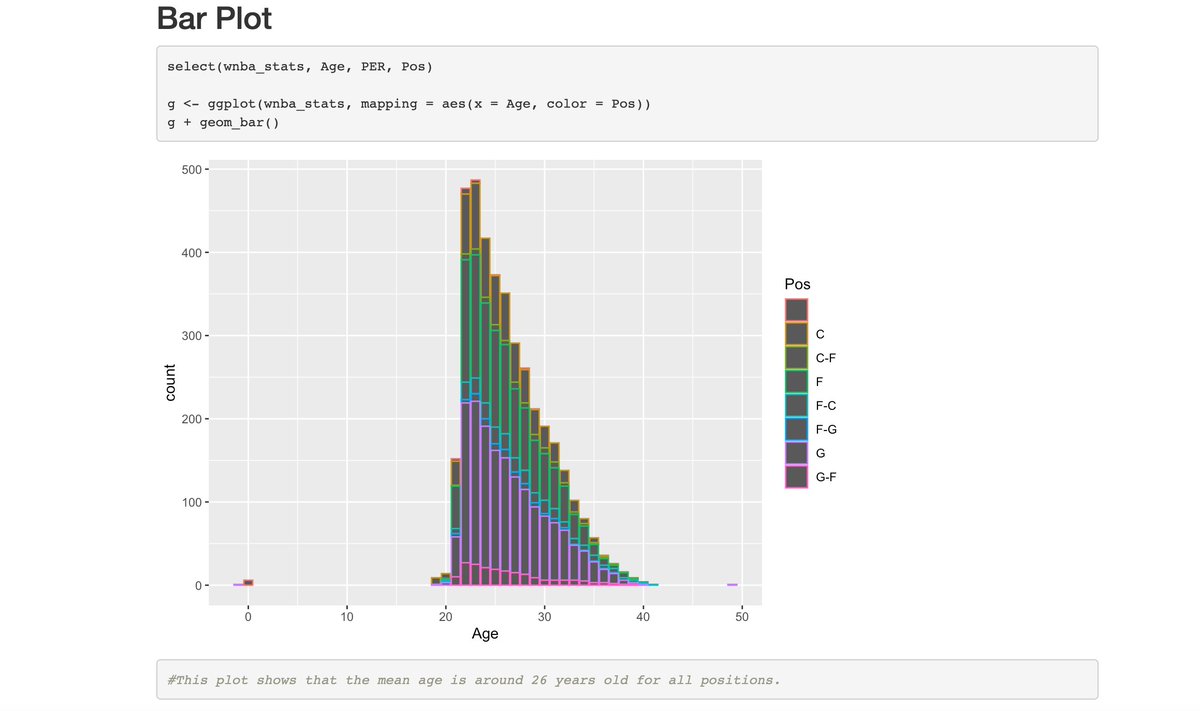 Bar Plot
select(wnba_stats, Age, PER, Pos)
g <- ggplot(wnba_stats, mapping = aes(x = Age, color = Pos))
g + geom_bar()
500
400
300
200
100
0
count
0 10 20 30 40 50
Age
Pos
C
C-F
F
F-C
F-G
G
G-F
#This plot shows that the mean age is around 26 years old for all positions.